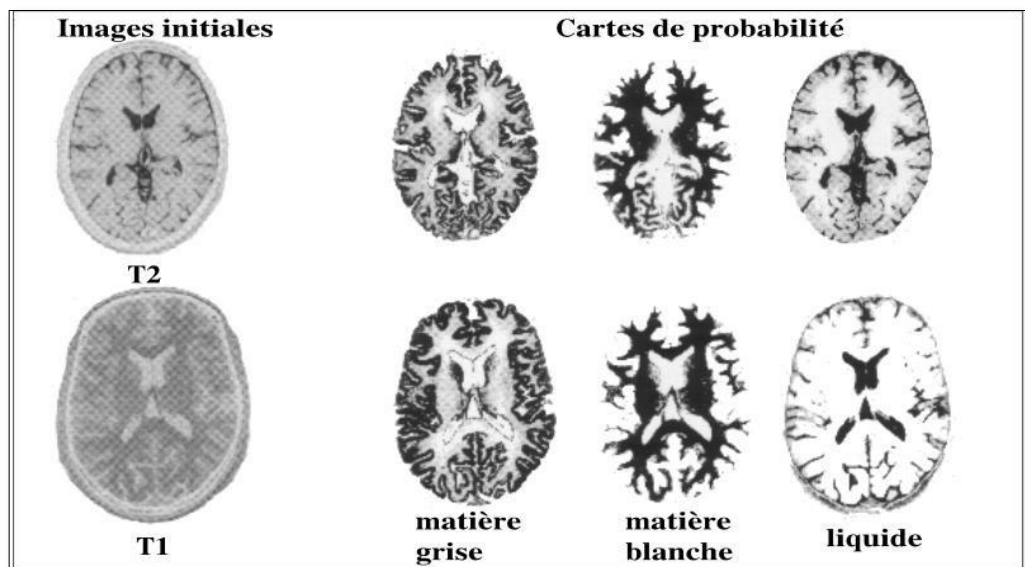 Images initiales
Cartes de probabilité
T2
T1
matière
grise
matière
blanche
liquide